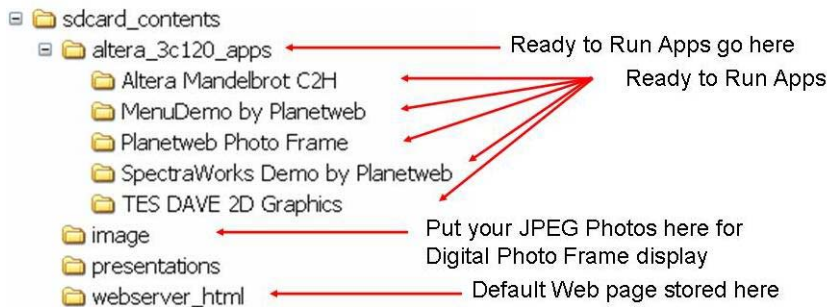 sdcard_contents
altera_3c120_apps
Ready to Run Apps go here
Altera Mandelbrot C2H
Ready to Run Apps
MenuDemo by Planetweb
Planetweb Photo Frame
SpectraWorks Demo by Planetweb
TES DAVE 2D Graphics
image
Put your JPEG Photos here for
Digital Photo Frame display
presentations
webserver_html
Default Web page stored here